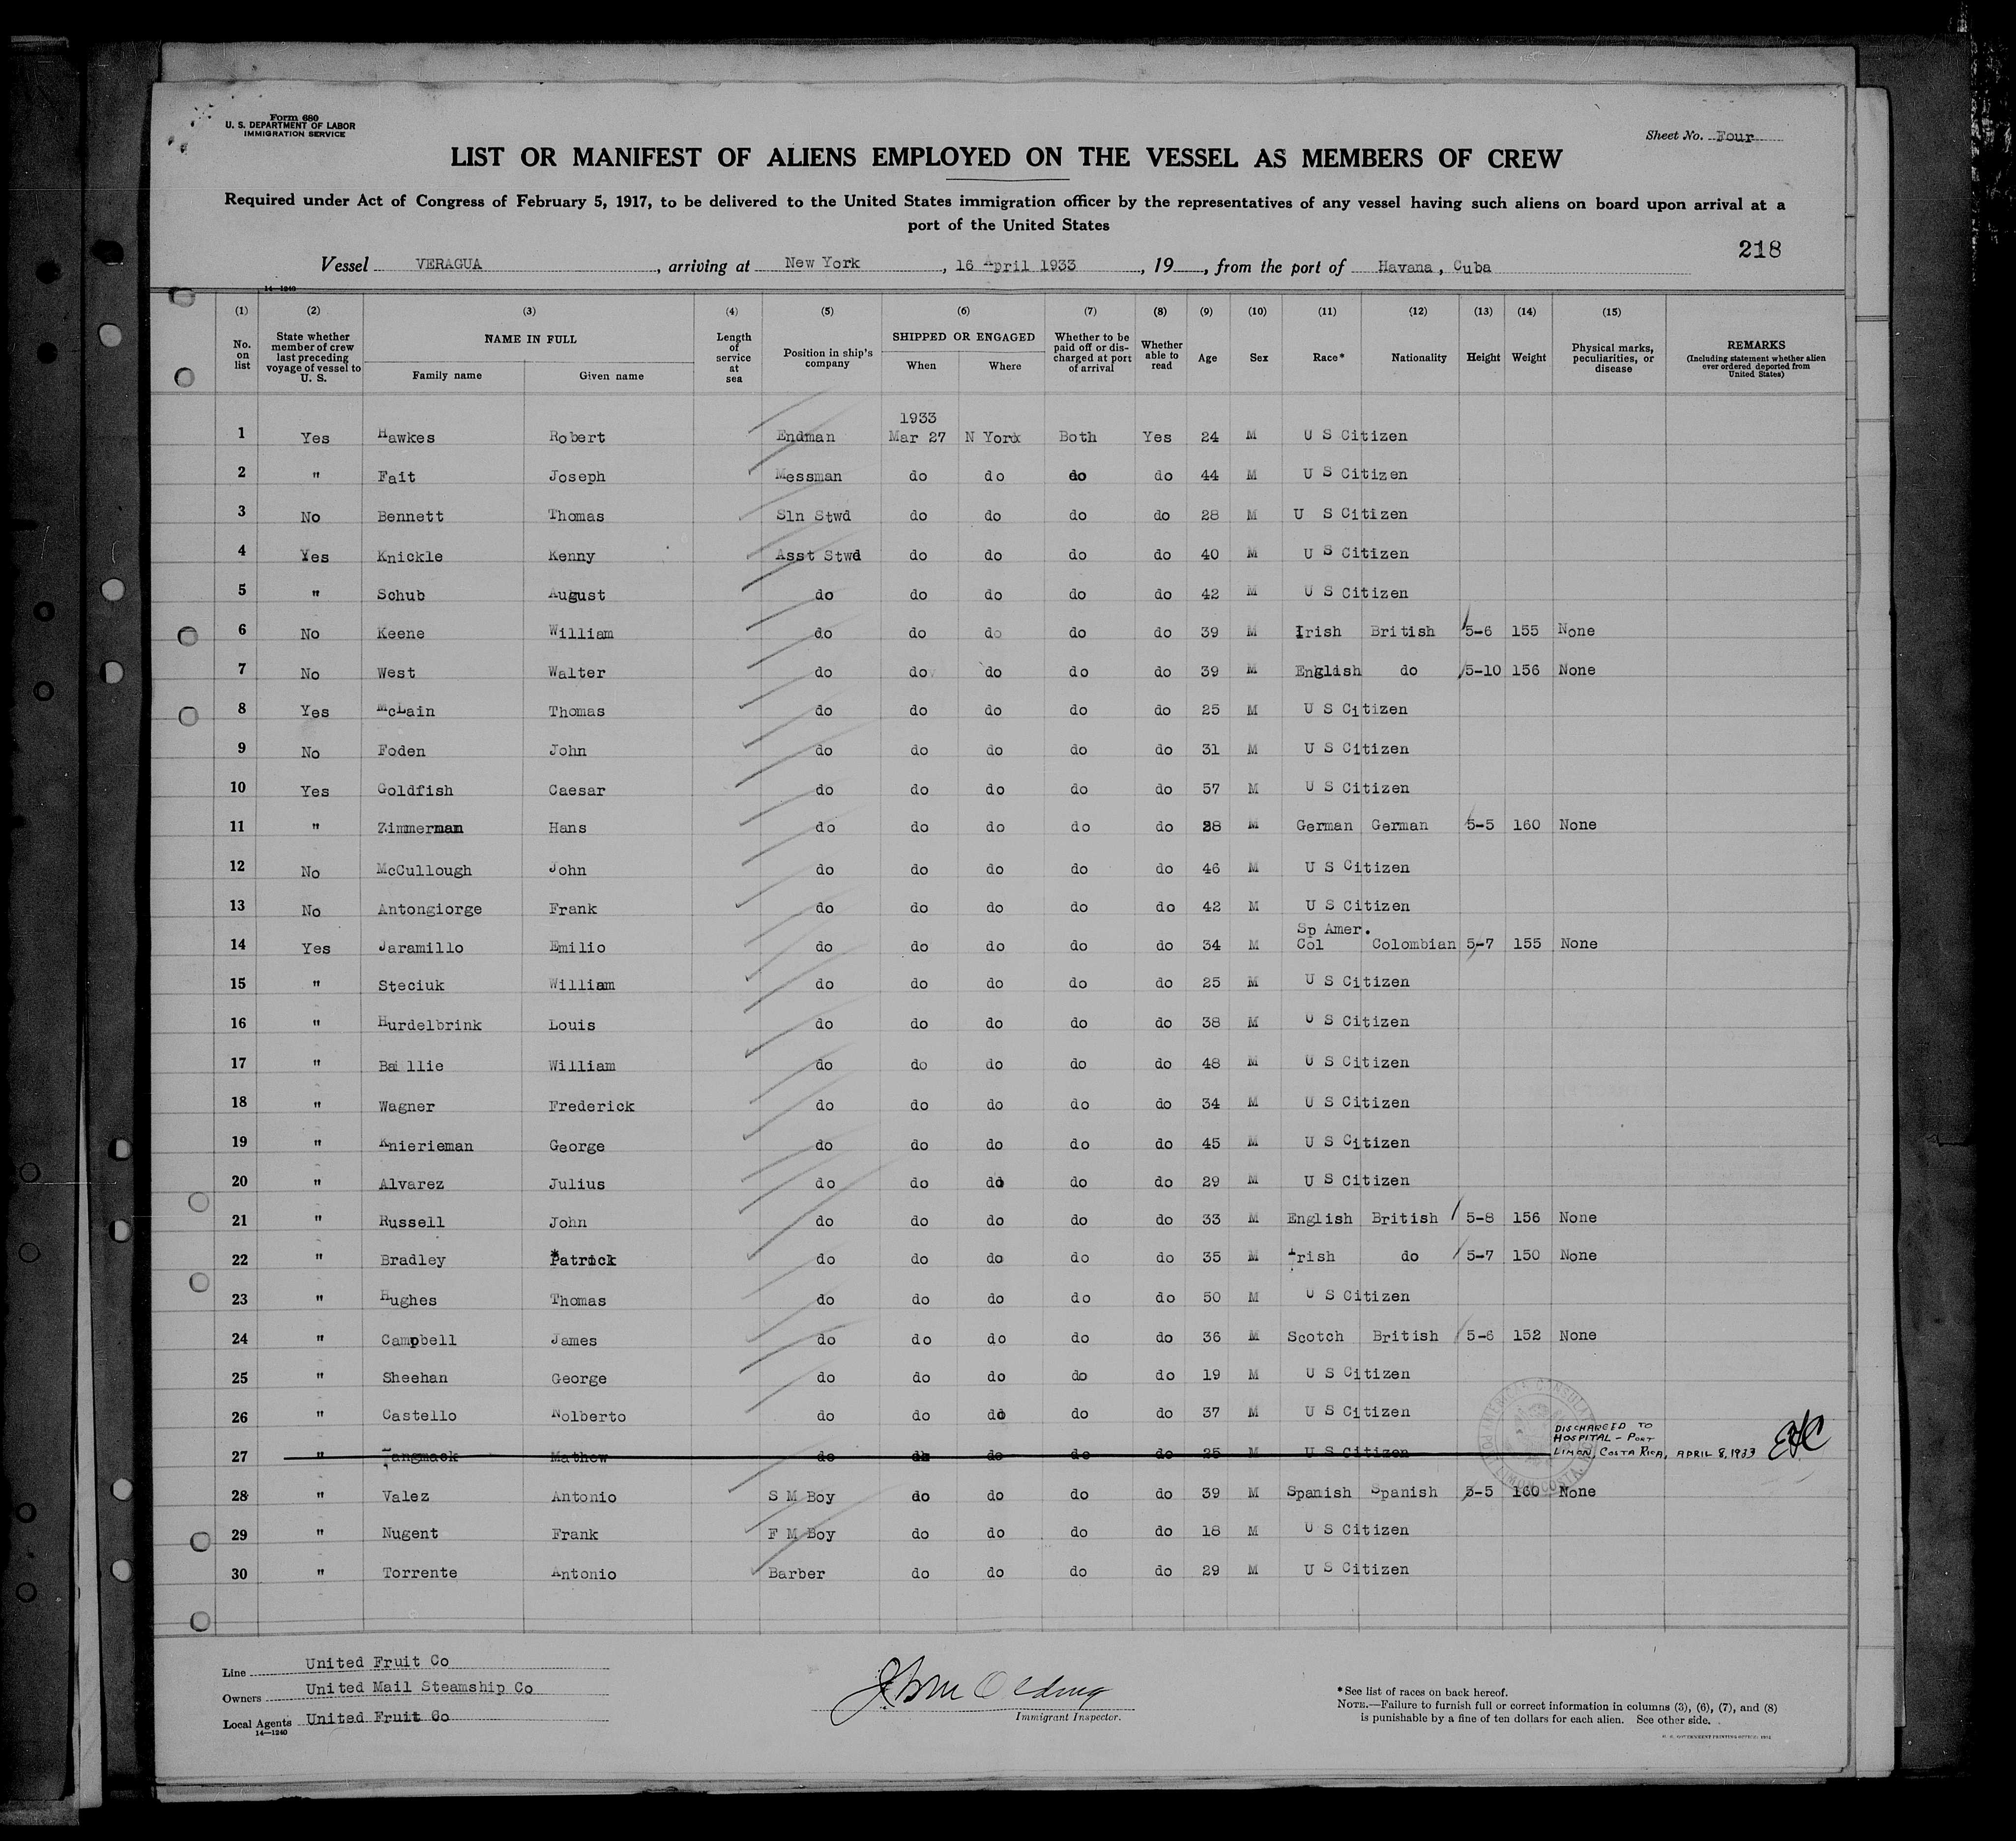 Form 680
U. S. DEPARTMENT OF LABOR
IMMIGRATION SERVICE
Sheet No. Four
LIST OR MANIFEST OF ALIENS EMPLOYED ON THE VESSEL AS MEMBERS OF CREW
Required under Act of Congress of February 5, 1917, to be delivered to the United States immigration officer by the representatives of any vessel having such aliens on board upon arrival at a
port of the United States
218
Vessel VERAGUA, arriving at New York, 16 April 1933, 19, from the port of Havana, Cuba
14—1240
(1) (2) (3) (4) (5) (6) (7) (8) (9) (10) (11) (12) (13) (14) (15)
No. on list State whether member of crew last preceding voyage of vessel to U. S. NAME IN FULL Family name Given name Length of service at sea Position in ship's company SHIPPED OR ENGAGED When Where Whether to be paid off or discharged at port of arrival Whether able to read Age Sex Race* Nationality Height Weight Physical marks, peculiarities, or disease REMARKS (Including statement whether alien ever ordered deported from United States)
1933
1 Yes Hawkes Robert Endman Mar 27 N York Both Yes 24 M U S Citizen
2 " Fait Joseph Messman do do do do 44 M U S Citizen
3 No Bennett Thomas Sln Stwd do do do do 28 M U S Citizen
4 Yes Knickle Kenny Asst Stwd do do do do 40 M U S Citizen
5 " Schub August do do do do do 42 M U S Citizen
6 No Keene William do do do do do 39 M Irish British 5-6 155 None
7 No West Walter do do do do do 39 M English do 5-10 156 None
8 Yes McLain Thomas do do do do do 25 M U S Citizen
9 No Foden John do do do do do 31 M U S Citizen
10 Yes Goldfish Caesar do do do do do 57 M U S Citizen
11 " Zimmerman Hans do do do do do 38 M German German 5-5 160 None
12 No McCullough John do do do do do 46 M U S Citizen
13 No Antongiorge Frank do do do do do 42 M U S Citizen
Sp Amer.
14 Yes Jaramillo Emilio do do do do do 34 M Col Colombian 5-7 155 None
15 " Steciuk William do do do do do 25 M U S Citizen
16 " Hurdelbrink Louis do do do do do 38 M U S Citizen
17 " Baillie William do do do do do 48 M U S Citizen
18 " Wagner Frederick do do do do do 34 M U S Citizen
19 " Knierieman George do do do do do 45 M U S Citizen
20 " Alvarez Julius do do do do do 29 M U S Citizen
21 " Russell John do do do do do 33 M English British 5-8 156 None
22 " Bradley *Patrick do do do do do 35 M Irish do 5-7 150 None
23 " Hughes Thomas do do do do do 50 M U S Citizen
24 " Campbell James do do do do do 36 M Scotch British 5-6 152 None
25 " Sheehan George do do do do do 19 M U S Citizen
26 " Castello Nolberto do do do do do 37 M U S Citizen
DISCHARGED TO
HOSPITAL - PORT
27 " Tangmack Mathew do do do do do 25 M U S Citizen LIMON, COSTA RICA, APRIL 8, 1933
28 " Valez Antonio S M Boy do do do do 39 M Spanish Spanish 5-5 160 None
29 " Nugent Frank F M Boy do do do do 18 M U S Citizen
30 " Torrente Antonio Barber do do do do 29 M U S Citizen
Line United Fruit Co
Owners United Mail Steamship Co
Local Agents United Fruit Co
14—1240
Immigrant Inspector.
*See list of races on back hereof.
NOTE.—Failure to furnish full or correct information in columns (3), (6), (7), and (8)
is punishable by a fine of ten dollars for each alien. See other side.